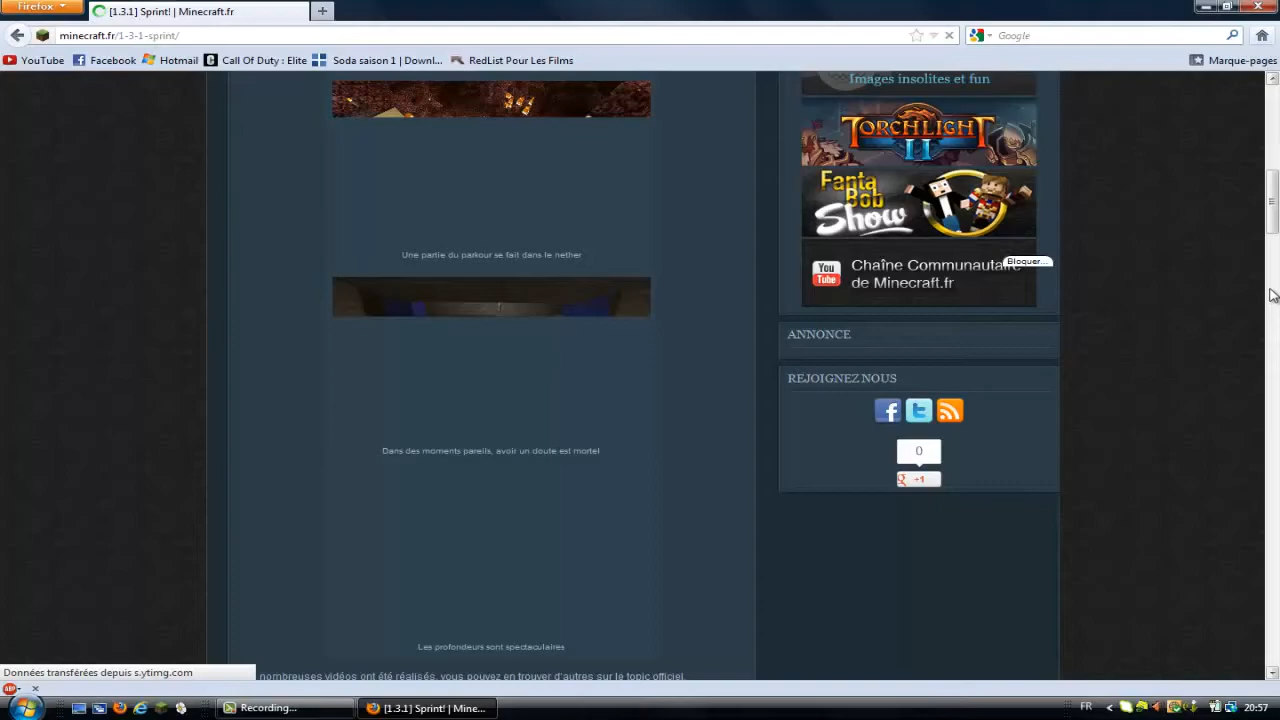 Firefox
[1.3.1] Sprint! | Minecraft.fr
minecraft.fr/1-3-1-sprint/
Google
YouTube
Facebook
Hotmail
Call Of Duty : Elite
Soda saison 1 | Downl...
RedList Pour Les Films
Marque-pages
Images insolites et fun
TORCHLIGHT II
Fanta Bob Show
Une partie du parkour se fait dans le nether
You Tube
Chaîne Communautaire de Minecraft.fr
Bloquer...
ANNONCE
REJOIGNEZ NOUS
0
+1
Dans des moments pareils, avoir un doute est mortel
Les profondeurs sont spectaculaires
nombreuses vidéos ont été réalisés, vous pouvez en trouver d'autres sur le topic officiel.
Données transférées depuis s.ytimg.com
ABP
Recording...
[1.3.1] Sprint! | Mine...
FR
20:57